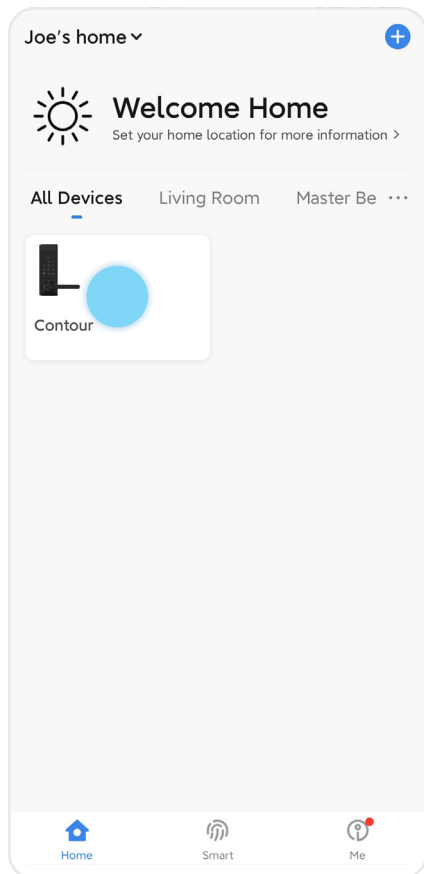 Joe's home
Welcome Home
Set your home location for more information >
All Devices Living Room Master Be ...
Contour
Home Smart Me